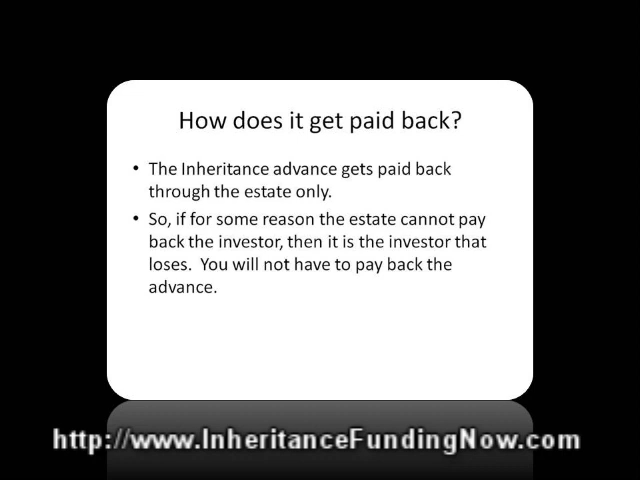 How does it get paid back?
• The Inheritance advance gets paid back
through the estate only.
• So, if for some reason the estate cannot pay
back the investor, then it is the investor that
loses.  You will not have to pay back the
advance.
http://www.InheritanceFundingNow.com